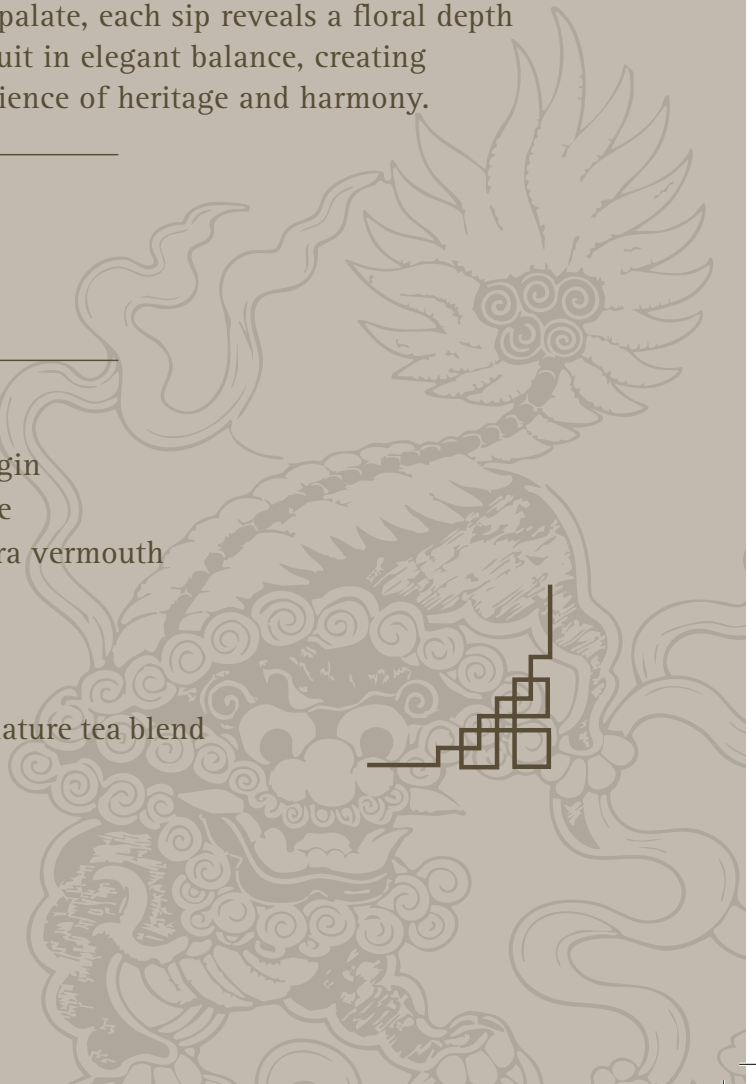 palate, each sip reveals a floral depth
uit in elegant balance, creating
ience of heritage and harmony.
gin
e
ra vermouth
ature tea blend